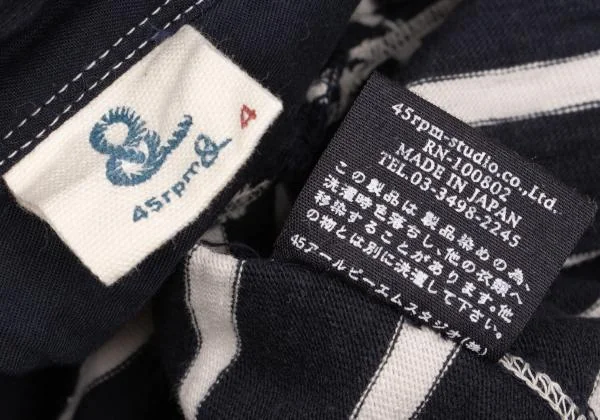 45rpm
4
45rpm-studio.co.,Ltd.
RN-100802
MADE IN JAPAN
TEL.03-3498-2245
この製品は製品染めの為、
洗濯時色落ちし、他の衣類へ
移染することがあります。他
の物とは別に洗濯して下さい。
45アールピーエムスタジオ(株)